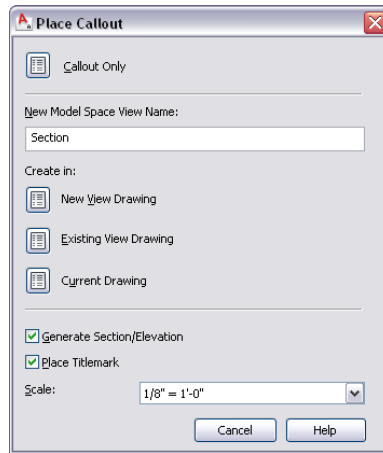 Place Callout
Callout Only
New Model Space View Name:
Section
Create in:
New View Drawing
Existing View Drawing
Current Drawing
Generate Section/Elevation
Place Titlemark
Scale:
1/8" = 1'-0"
Cancel Help